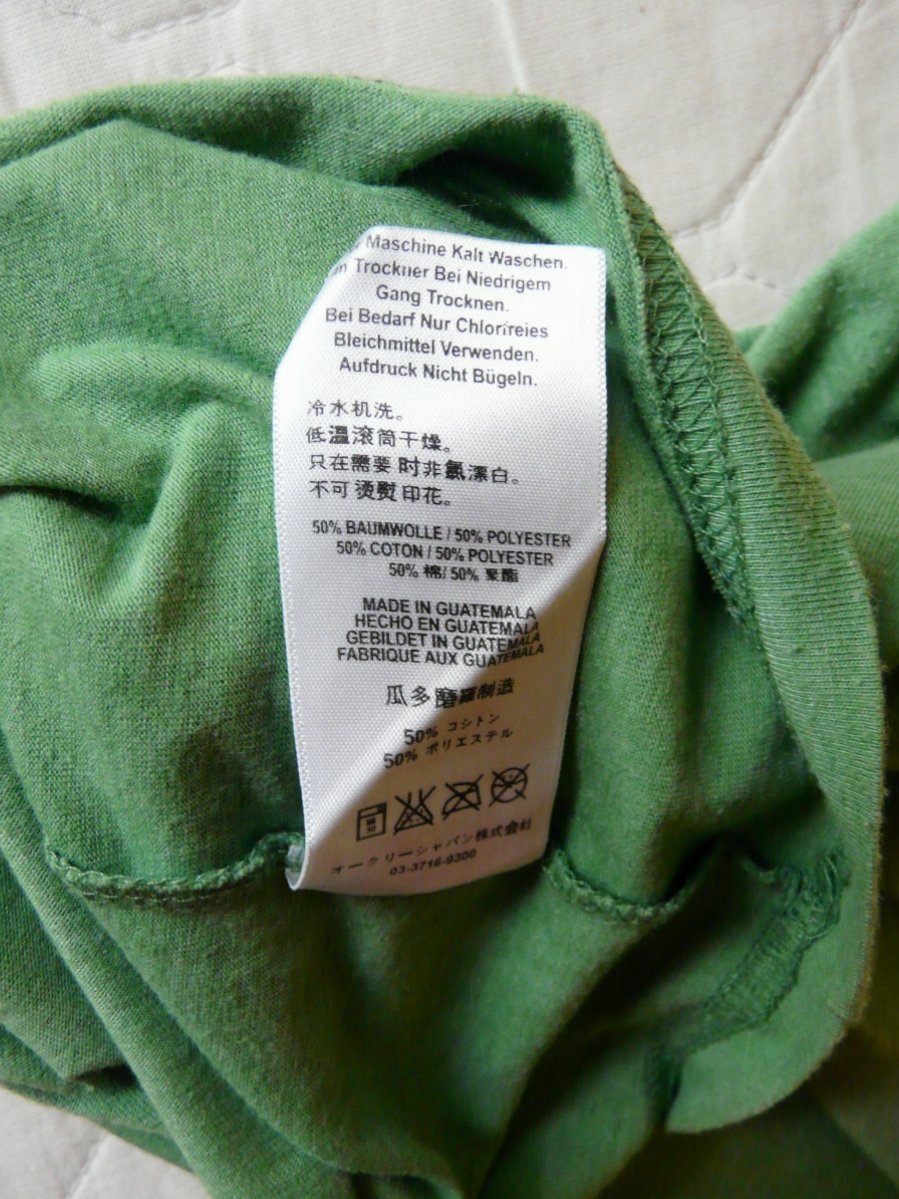 Maschine Kalt Waschen.
Trockner Bei Niedrigem
Gang Trocknen.
Bei Bedarf Nur Chlorfreies
Bleichmittel Verwenden.
Aufdruck Nicht Bügeln.
冷水机洗。
低溫滚筒干燥。
只在需要时非氯漂白。
不可烫熨印花。
50% BAUMWOLLE / 50% POLYESTER
50% COTON / 50% POLYESTER
50% 棉/ 50% 聚酯
MADE IN GUATEMALA
HECHO EN GUATEMALA
GEBILDET IN GUATEMALA
FABRIQUE AUX GUATEMALA
瓜多磨羅制造
50% コシトン
50% ポリエステル
30
オークリージャパン株式会社
03-3716-9300